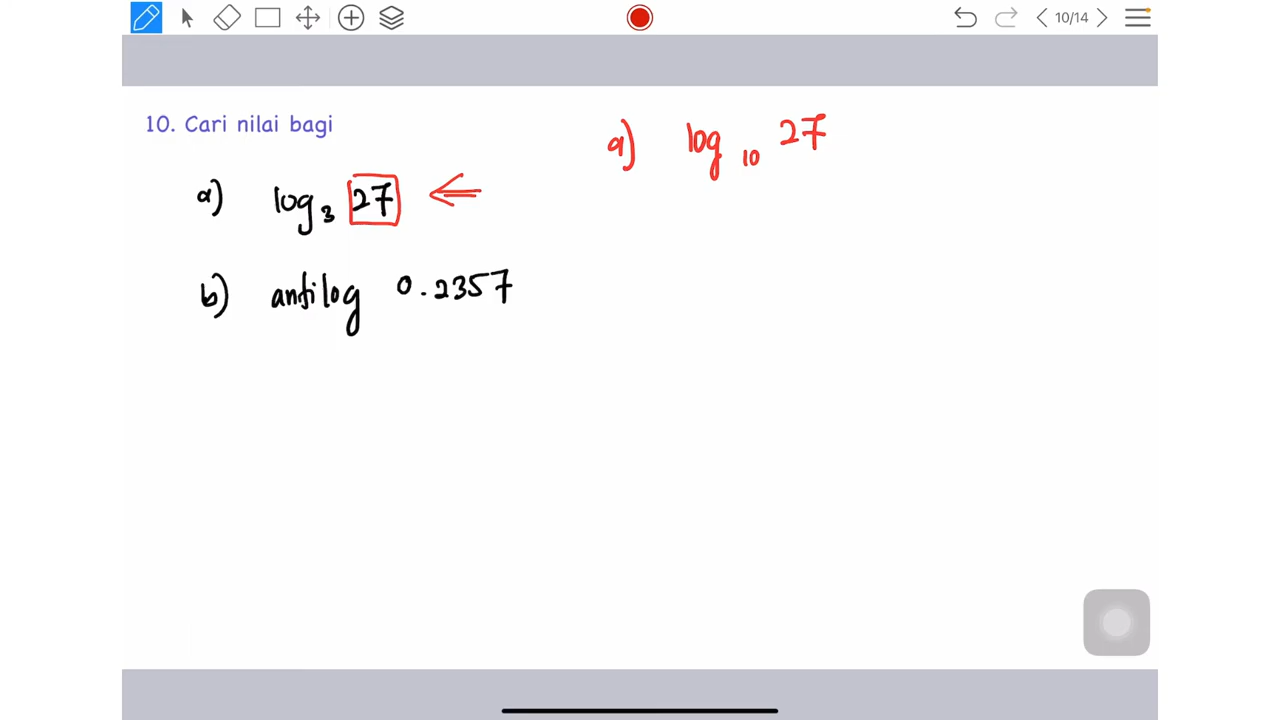 10/14
10. Cari nilai bagi
a) log₃ 27
b) antilog 0.2357
a) log₁₀ 27